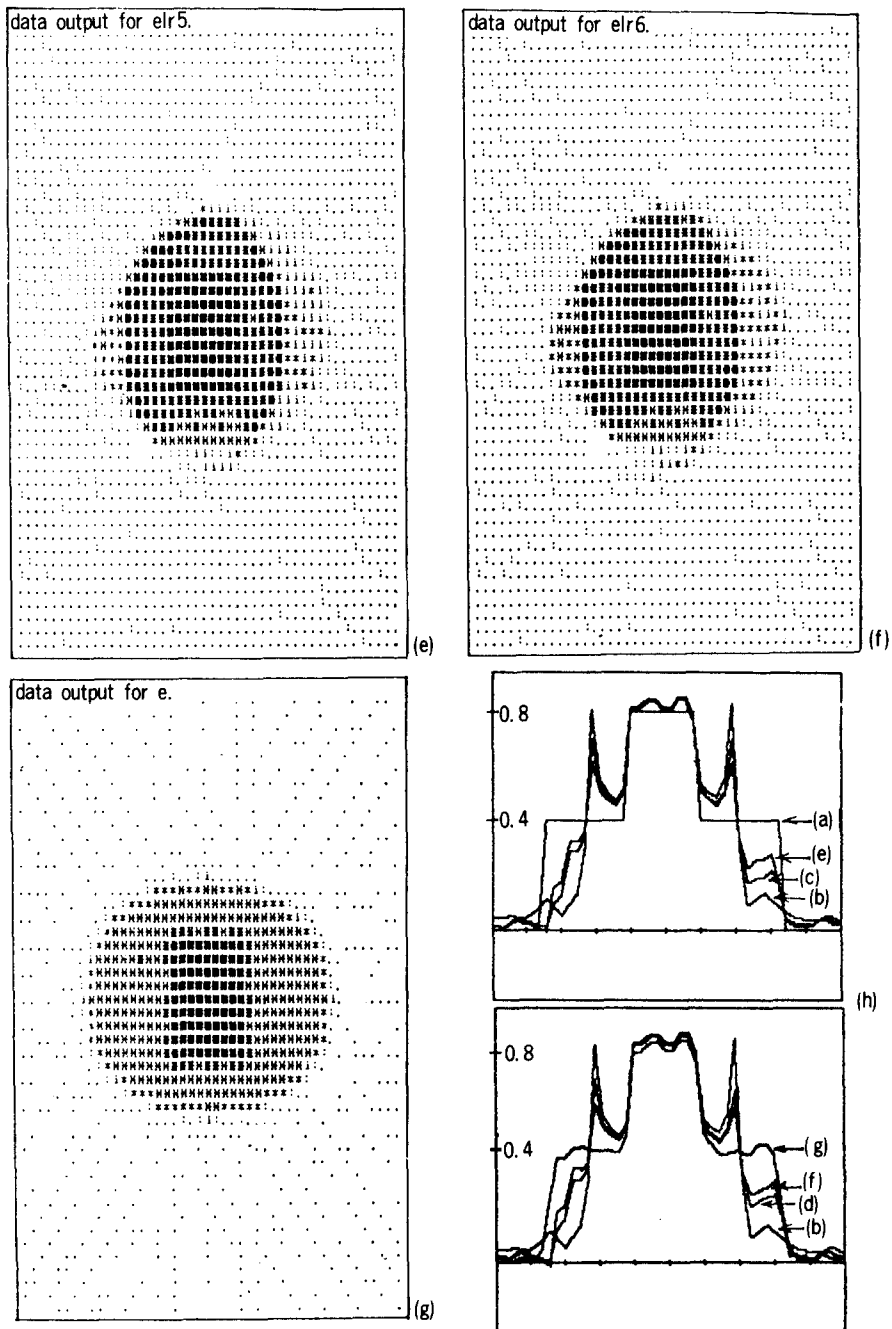 data output for elr5.
(e)
data output for elr6.
(f)
data output for e.
(g)
0.8
0.4
(a)
(e)
(c)
(b)
(h)
0.8
0.4
(g)
(f)
(d)
(b)